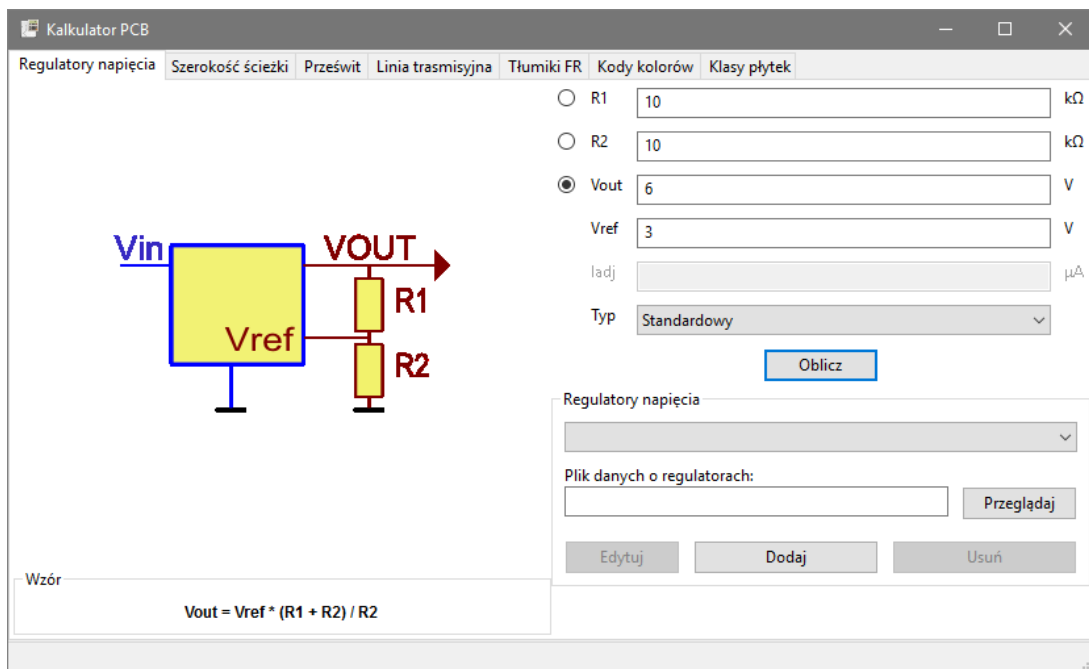 Kalkulator PCB
Regulatory napięcia Szerokość ścieżki Prześwit Linia trasmisyjna Tłumiki FR Kody kolorów Klasy płytek
R1 10 kΩ
R2 10 kΩ
Vout 6 V
Vref 3 V
Iadj µA
Typ Standardowy
Oblicz
Vin
VOUT
R1
Vref
R2
Regulatory napięcia
Plik danych o regulatorach:
Przeglądaj
Edytuj Dodaj Usuń
Wzór
Vout = Vref * (R1 + R2) / R2